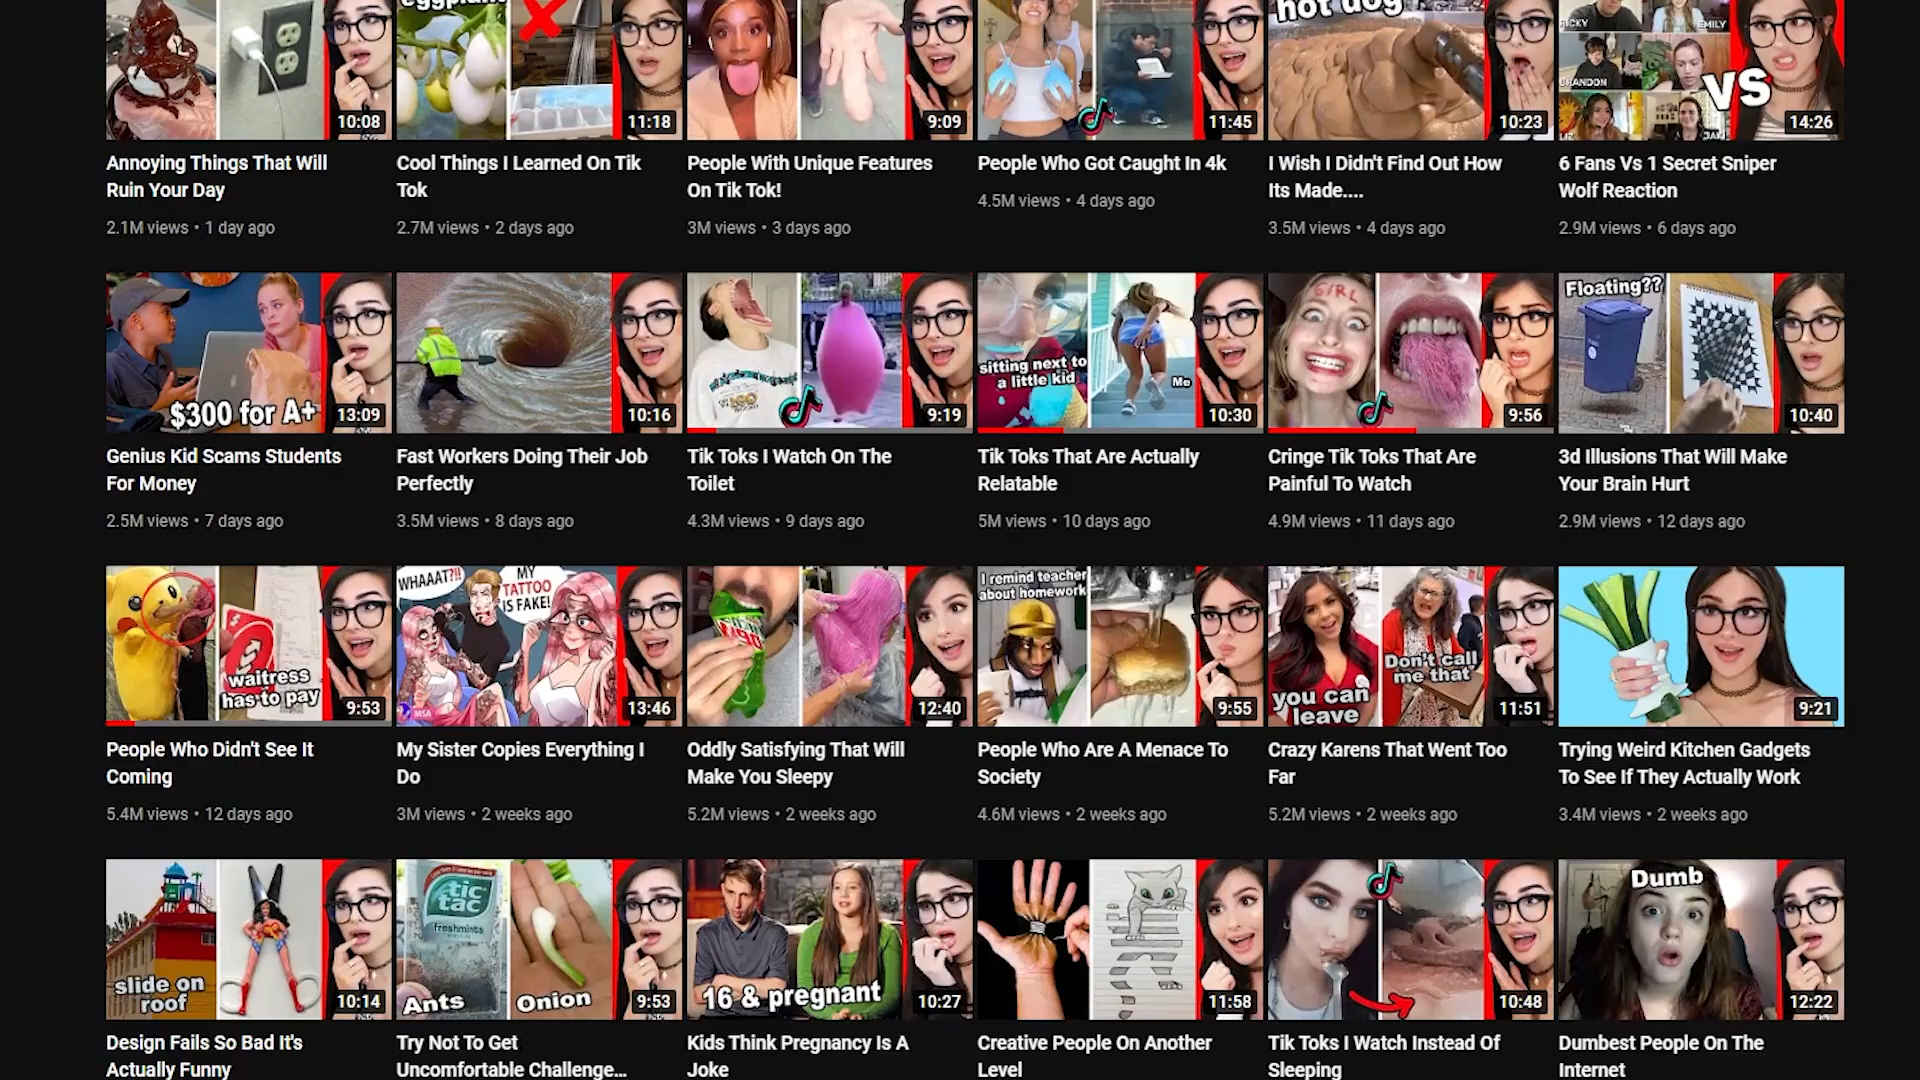 eggplant
hot dog
RICKY
EMILY
BRANDON
VS
LIZ
10:08
11:18
9:09
11:45
10:23
14:26
Annoying Things That Will
Ruin Your Day
2.1M views • 1 day ago
Cool Things I Learned On Tik
Tok
2.7M views • 2 days ago
People With Unique Features
On Tik Tok!
3M views • 3 days ago
People Who Got Caught In 4k
4.5M views • 4 days ago
I Wish I Didn't Find Out How
Its Made....
3.5M views • 4 days ago
6 Fans Vs 1 Secret Sniper
Wolf Reaction
2.9M views • 6 days ago
$300 for A+
13:09
10:16
9:19
sitting next to
a little kid
Me
10:30
GIRL
9:56
Floating??
10:40
Genius Kid Scams Students
For Money
2.5M views • 7 days ago
Fast Workers Doing Their Job
Perfectly
3.5M views • 8 days ago
Tik Toks I Watch On The
Toilet
4.3M views • 9 days ago
Tik Toks That Are Actually
Relatable
5M views • 10 days ago
Cringe Tik Toks That Are
Painful To Watch
4.9M views • 11 days ago
3d Illusions That Will Make
Your Brain Hurt
2.9M views • 12 days ago
waitress
has to pay
9:53
WHAAAT?!!
MY
TATTOO
IS FAKE!
MSA
13:46
12:40
I remind teacher
about homework
9:55
you can
leave
Don't call
me that
11:51
9:21
People Who Didn't See It
Coming
5.4M views • 12 days ago
My Sister Copies Everything I
Do
3M views • 2 weeks ago
Oddly Satisfying That Will
Make You Sleepy
5.2M views • 2 weeks ago
People Who Are A Menace To
Society
4.6M views • 2 weeks ago
Crazy Karens That Went Too
Far
5.2M views • 2 weeks ago
Trying Weird Kitchen Gadgets
To See If They Actually Work
3.4M views • 2 weeks ago
slide on
roof
10:14
tic
tac
freshmints
Ants
Onion
9:53
16 & pregnant
10:27
11:58
10:48
Dumb
12:22
Design Fails So Bad It's
Actually Funny
Try Not To Get
Uncomfortable Challenge...
Kids Think Pregnancy Is A
Joke
Creative People On Another
Level
Tik Toks I Watch Instead Of
Sleeping
Dumbest People On The
Internet